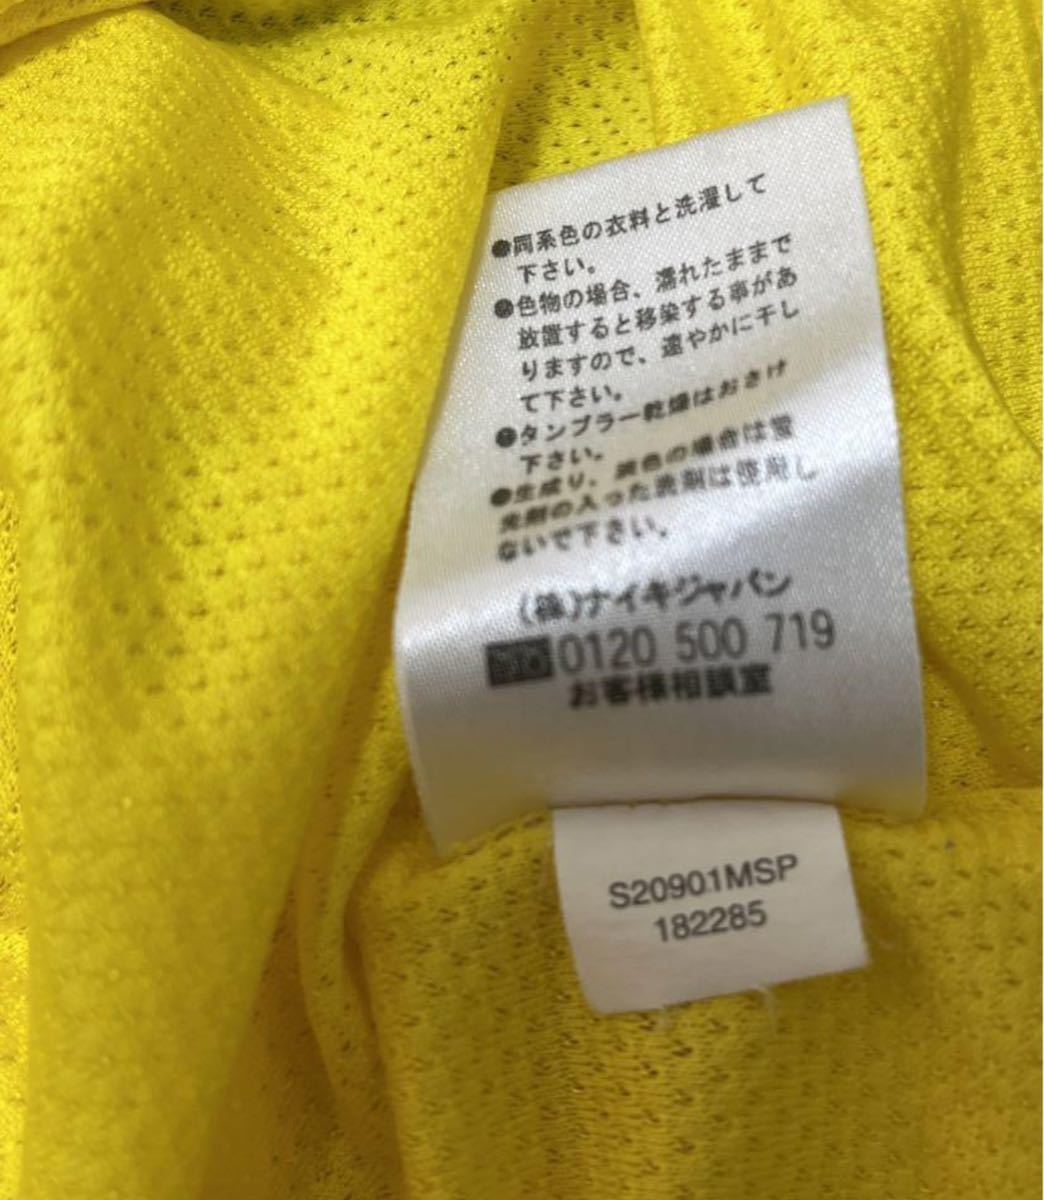 ●同系色の衣料と洗濯して
下さい。
●色物の場合、濡れたままで
放置すると移染する事があ
りますので、速やかに干し
て下さい。
●タンブラー乾燥はおさけ
下さい。
●生成り、淡色の場合は蛍
光剤の入った洗剤は使用し
ないで下さい。
(株)ナイキジャパン
0120 500 719
お客様相談室
S20901MSP
182285